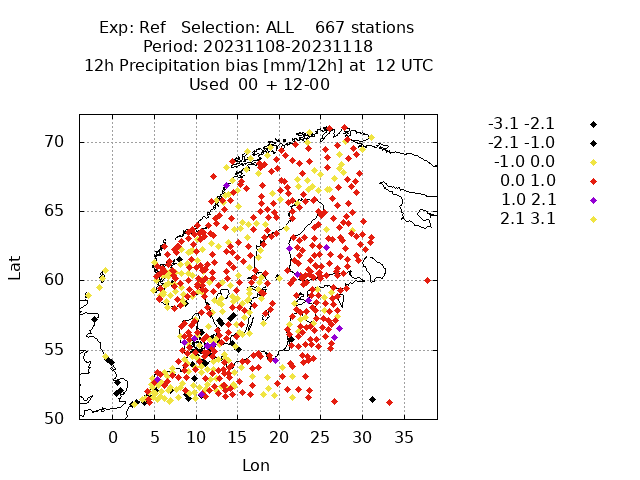 Exp: Ref   Selection: ALL    667 stations
Period: 20231108-20231118
12h Precipitation bias [mm/12h] at  12 UTC
Used  00 + 12-00
-3.1 -2.1
-2.1 -1.0
-1.0 0.0
0.0 1.0
1.0 2.1
2.1 3.1
70
65
60
55
50
Lat
0 5 10 15 20 25 30 35
Lon